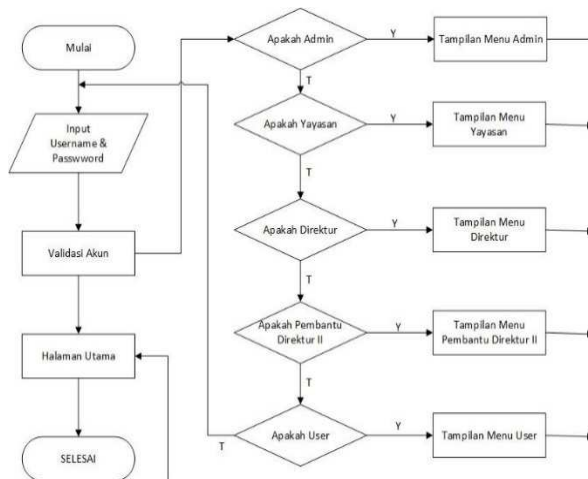 Mulai
Input
Username &
Passwword
Validasi Akun
Halaman Utama
SELESAI
Apakah Admin
Y
Tampilan Menu Admin
T
Apakah Yayasan
Y
Tampilan Menu
Yayasan
T
Apakah Direktur
Y
Tampilan Menu
Direktur
T
Apakah Pembantu
Direktur II
Y
Tampilan Menu
Pembantu Direktur II
T
Apakah User
Y
Tampilan Menu User
T